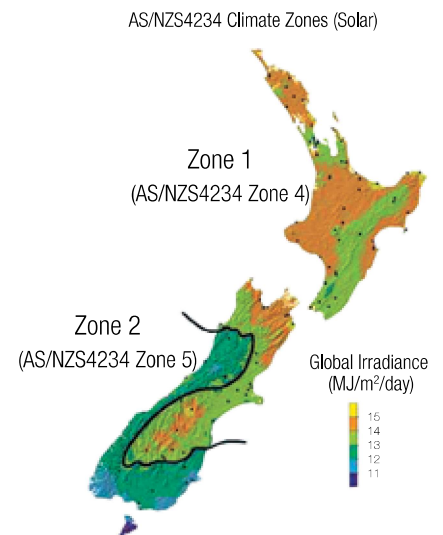 AS/NZS4234 Climate Zones (Solar)
Zone 1
(AS/NZS4234 Zone 4)
Zone 2
(AS/NZS4234 Zone 5)
Global Irradiance
(MJ/m²/day)
15
14
13
12
11